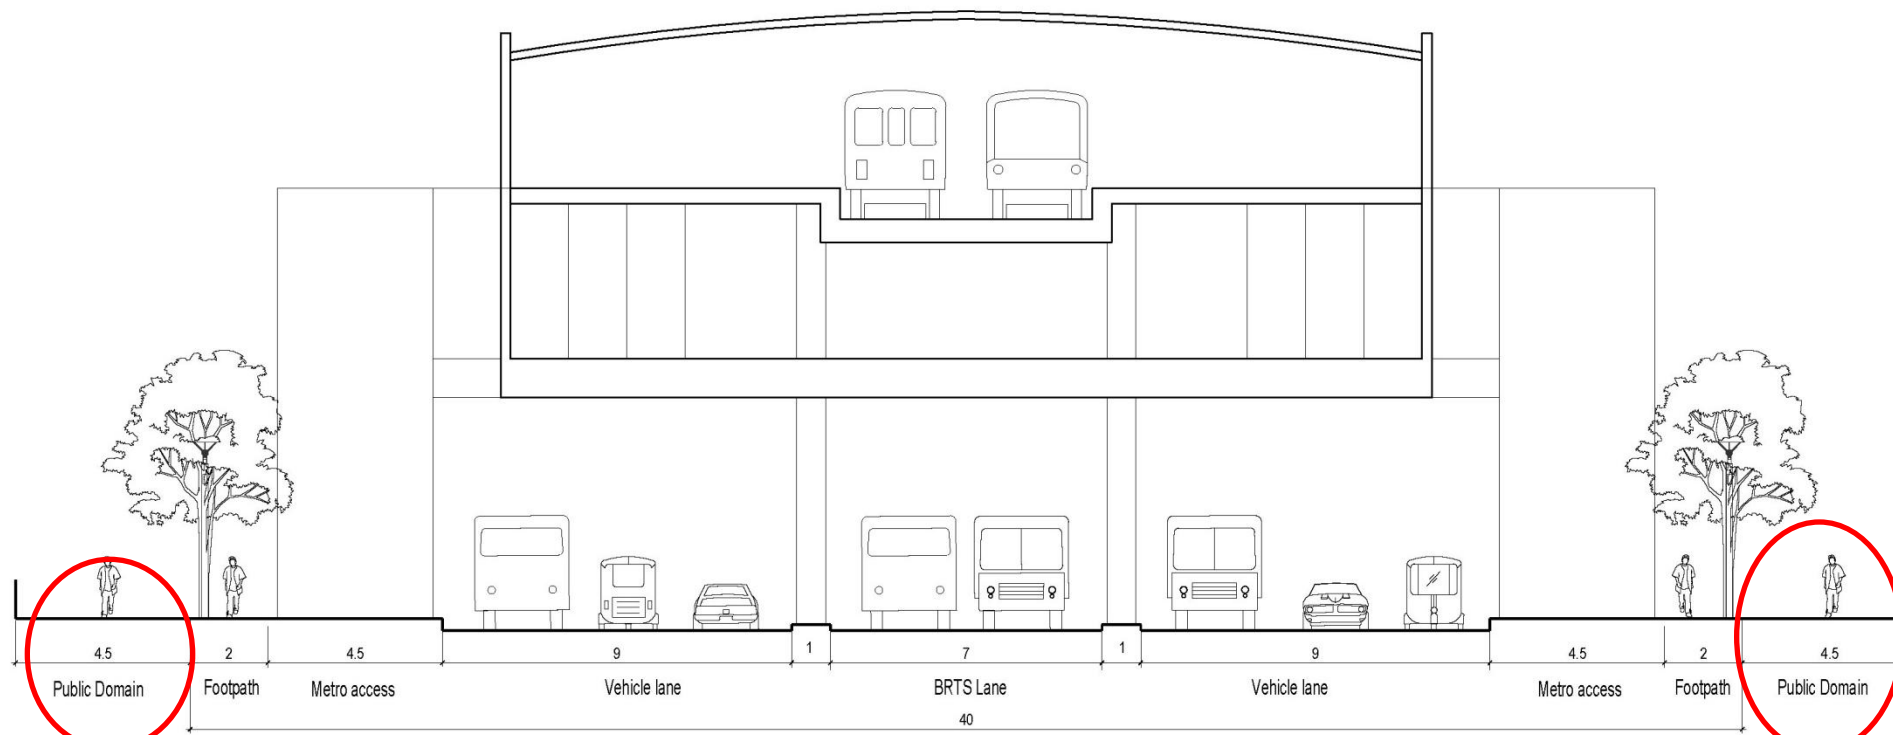 4.5 2 4.5 9 1 7 1 9 4.5 2 4.5
Public Domain Footpath Metro access Vehicle lane BRTS Lane Vehicle lane Metro access Footpath Public Domain
40